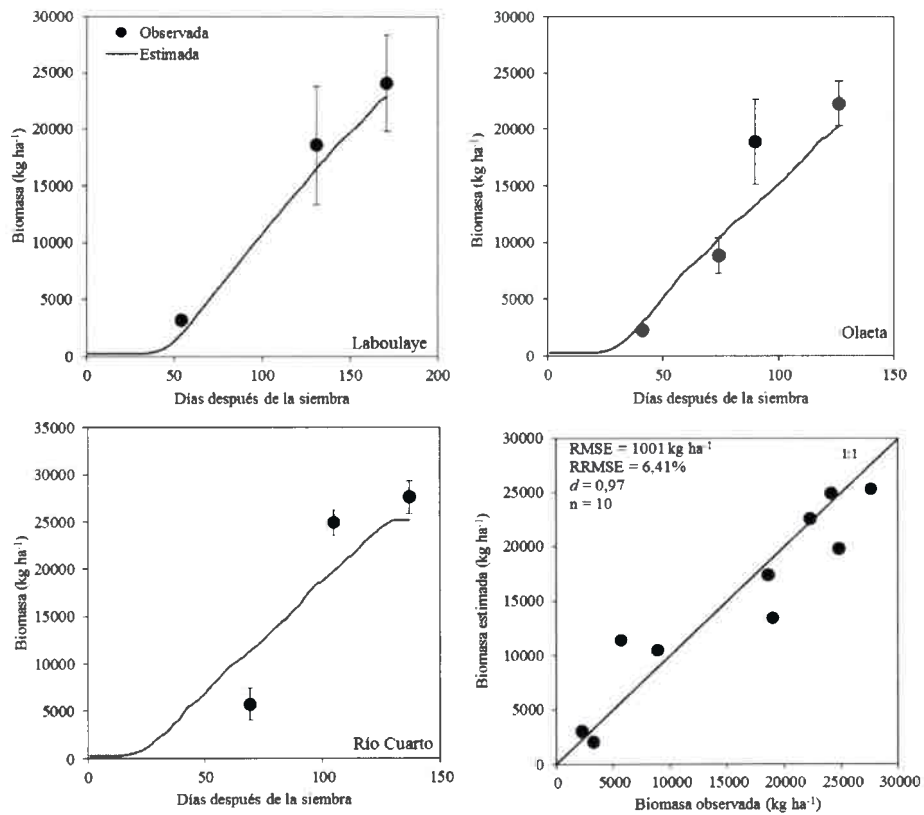 30000
Observada
Estimada
25000
20000
15000
10000
5000
0
Biomasa (kg ha⁻¹)
Laboulaye
0 50 100 150 200
Días después de la siembra
30000
25000
20000
15000
10000
5000
0
Biomasa (kg ha⁻¹)
Olaeta
0 50 100 150
Días después de la siembra
35000
30000
25000
20000
15000
10000
5000
0
Biomasa (kg ha⁻¹)
Río Cuarto
0 50 100 150
Días después de la siembra
30000
25000
20000
15000
10000
5000
0
Biomasa estimada (kg ha⁻¹)
RMSE = 1001 kg ha⁻¹
RRMSE = 6,41%
d = 0,97
n = 10
1:1
0 5000 10000 15000 20000 25000 30000
Biomasa observada (kg ha⁻¹)